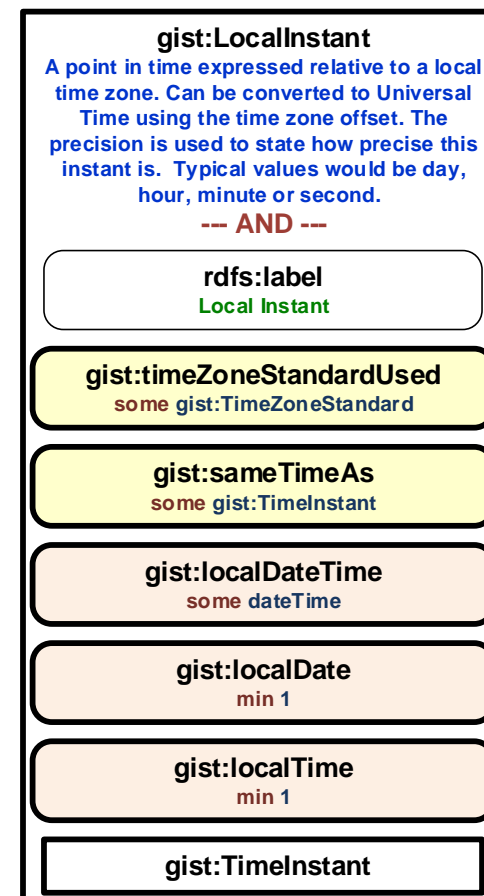 gist:LocalInstant
A point in time expressed relative to a local
time zone. Can be converted to Universal
Time using the time zone offset. The
precision is used to state how precise this
instant is.  Typical values would be day,
hour, minute or second.
--- AND ---
rdfs:label
Local Instant
gist:timeZoneStandardUsed
some gist:TimeZoneStandard
gist:sameTimeAs
some gist:TimeInstant
gist:localDateTime
some dateTime
gist:localDate
min 1
gist:localTime
min 1
gist:TimeInstant